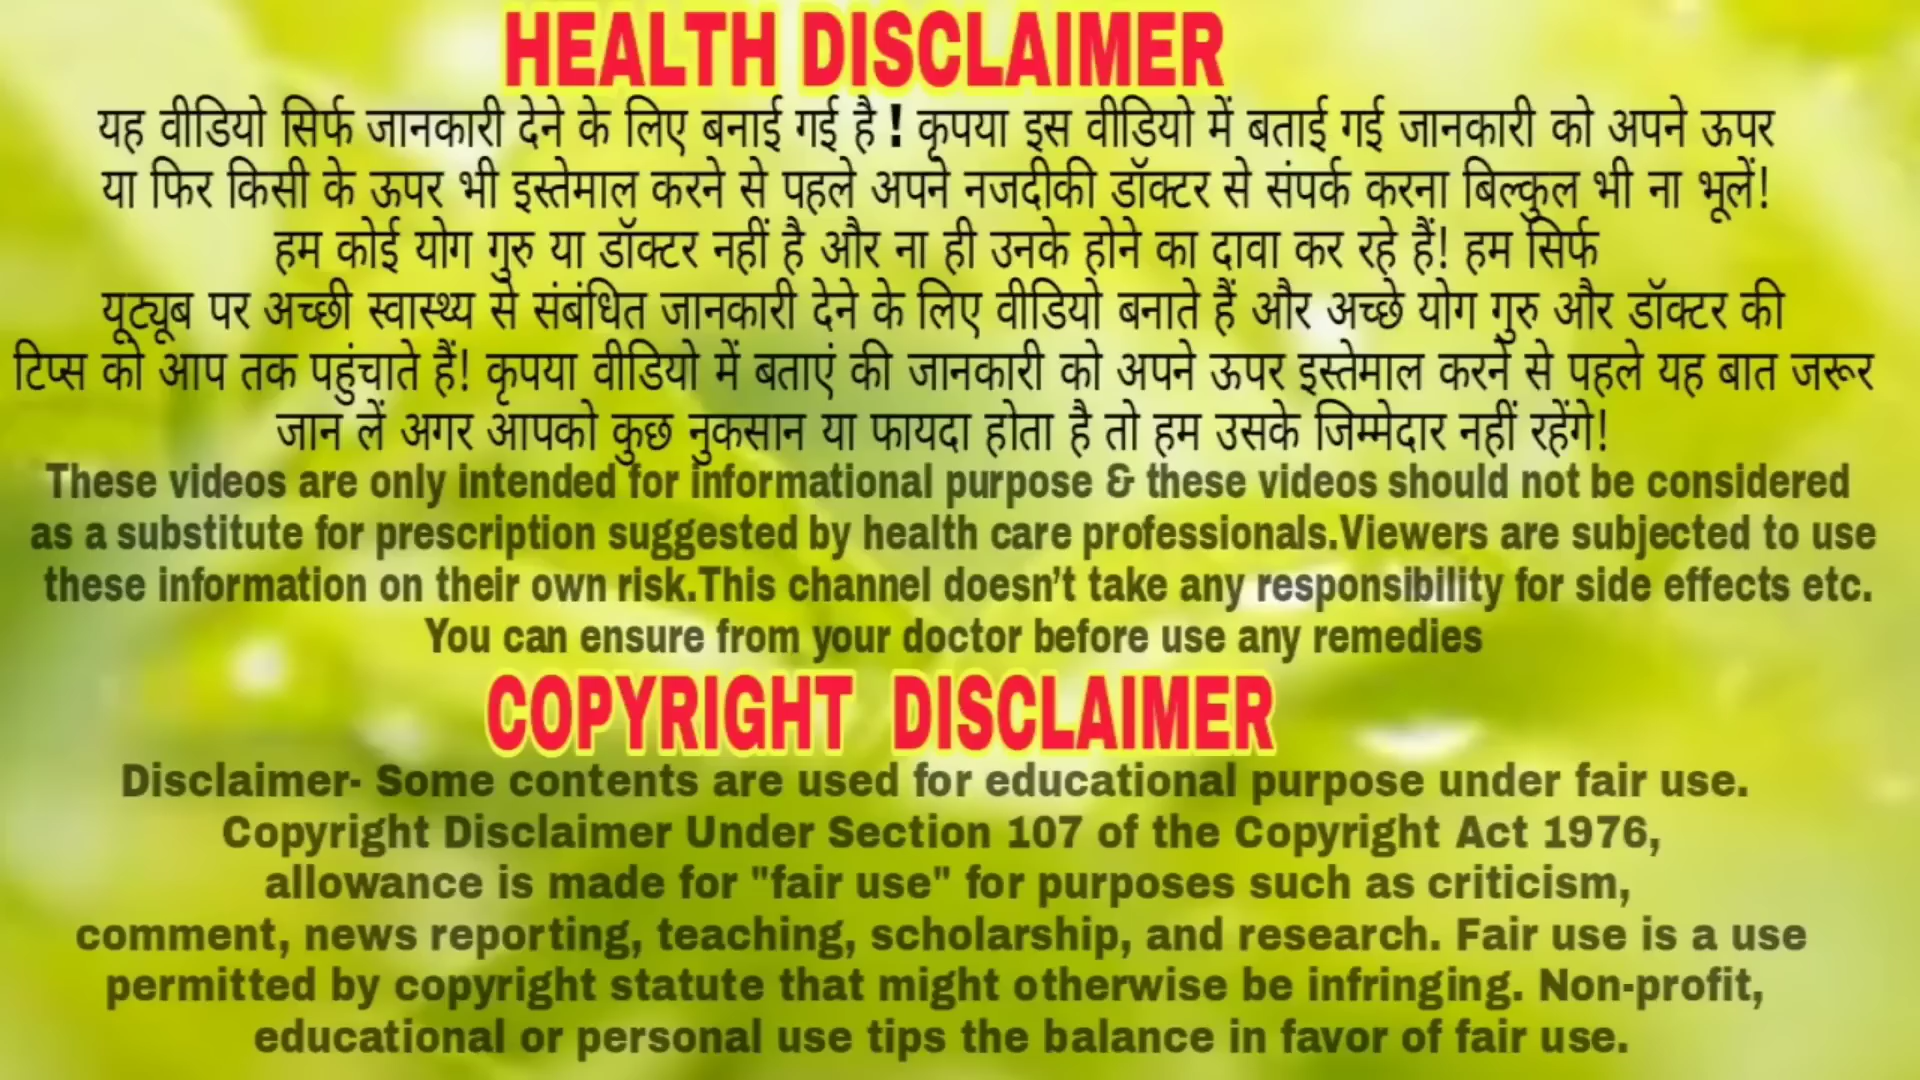 HEALTH DISCLAIMER
यह वीडियो सिर्फ जानकारी देने के लिए बनाई गई है ! कृपया इस वीडियो में बताई गई जानकारी को अपने ऊपर
या फिर किसी के ऊपर भी इस्तेमाल करने से पहले अपने नजदीकी डॉक्टर से संपर्क करना बिल्कुल भी ना भूलें!
हम कोई योग गुरु या डॉक्टर नहीं है और ना ही उनके होने का दावा कर रहे हैं! हम सिर्फ
यूट्यूब पर अच्छी स्वास्थ्य से संबंधित जानकारी देने के लिए वीडियो बनाते हैं और अच्छे योग गुरु और डॉक्टर की
टिप्स को आप तक पहुंचाते हैं! कृपया वीडियो में बताएं की जानकारी को अपने ऊपर इस्तेमाल करने से पहले यह बात जरूर
जान लें अगर आपको कुछ नुकसान या फायदा होता है तो हम उसके जिम्मेदार नहीं रहेंगे!
These videos are only intended for informational purpose & these videos should not be considered
as a substitute for prescription suggested by health care professionals.Viewers are subjected to use
these information on their own risk.This channel doesn’t take any responsibility for side effects etc.
You can ensure from your doctor before use any remedies
COPYRIGHT DISCLAIMER
Disclaimer- Some contents are used for educational purpose under fair use.
Copyright Disclaimer Under Section 107 of the Copyright Act 1976,
allowance is made for "fair use" for purposes such as criticism,
comment, news reporting, teaching, scholarship, and research. Fair use is a use
permitted by copyright statute that might otherwise be infringing. Non-profit,
educational or personal use tips the balance in favor of fair use.